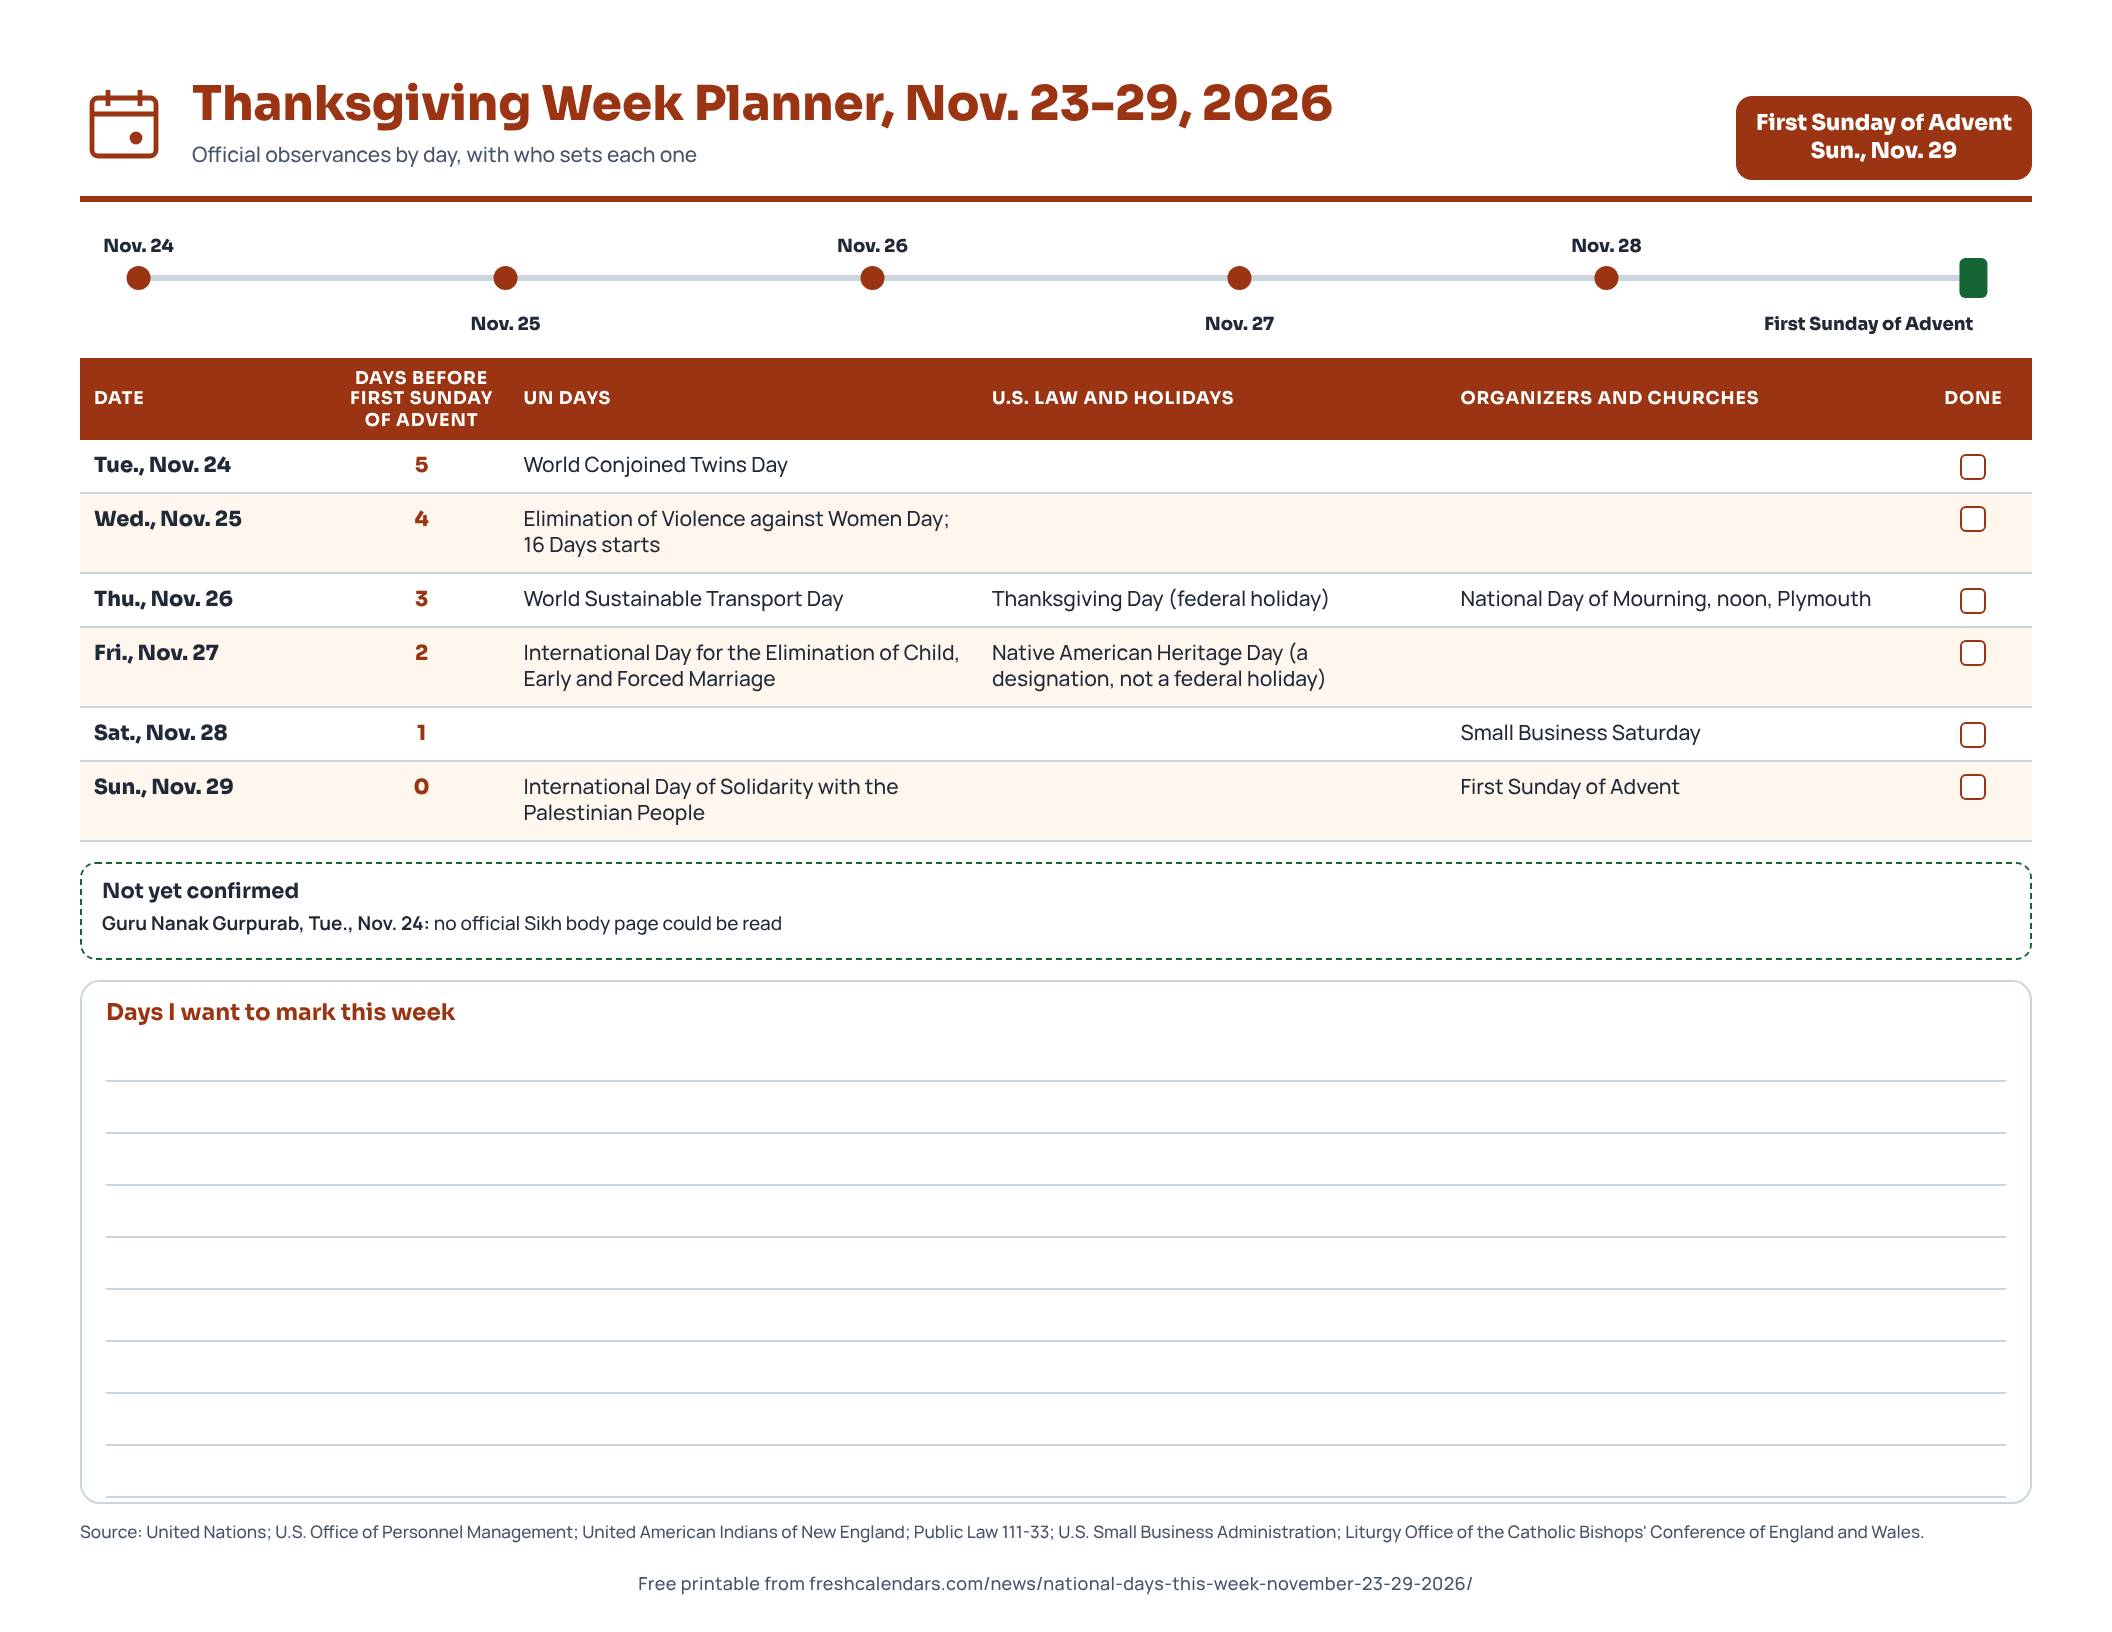 Thanksgiving Week Planner, Nov. 23–29, 2026
Official observances by day, with who sets each one
First Sunday of Advent
Sun., Nov. 29
Nov. 24
Nov. 26
Nov. 28
Nov. 25
Nov. 27
First Sunday of Advent
DATE
DAYS BEFORE
FIRST SUNDAY
OF ADVENT
UN DAYS
U.S. LAW AND HOLIDAYS
ORGANIZERS AND CHURCHES
DONE
Tue., Nov. 24
5
World Conjoined Twins Day
Wed., Nov. 25
4
Elimination of Violence against Women Day;
16 Days starts
Thu., Nov. 26
3
World Sustainable Transport Day
Thanksgiving Day (federal holiday)
National Day of Mourning, noon, Plymouth
Fri., Nov. 27
2
International Day for the Elimination of Child,
Early and Forced Marriage
Native American Heritage Day (a
designation, not a federal holiday)
Sat., Nov. 28
1
Small Business Saturday
Sun., Nov. 29
0
International Day of Solidarity with the
Palestinian People
First Sunday of Advent
Not yet confirmed
Guru Nanak Gurpurab, Tue., Nov. 24: no official Sikh body page could be read
Days I want to mark this week
Source: United Nations; U.S. Office of Personnel Management; United American Indians of New England; Public Law 111-33; U.S. Small Business Administration; Liturgy Office of the Catholic Bishops' Conference of England and Wales.
Free printable from freshcalendars.com/news/national-days-this-week-november-23-29-2026/